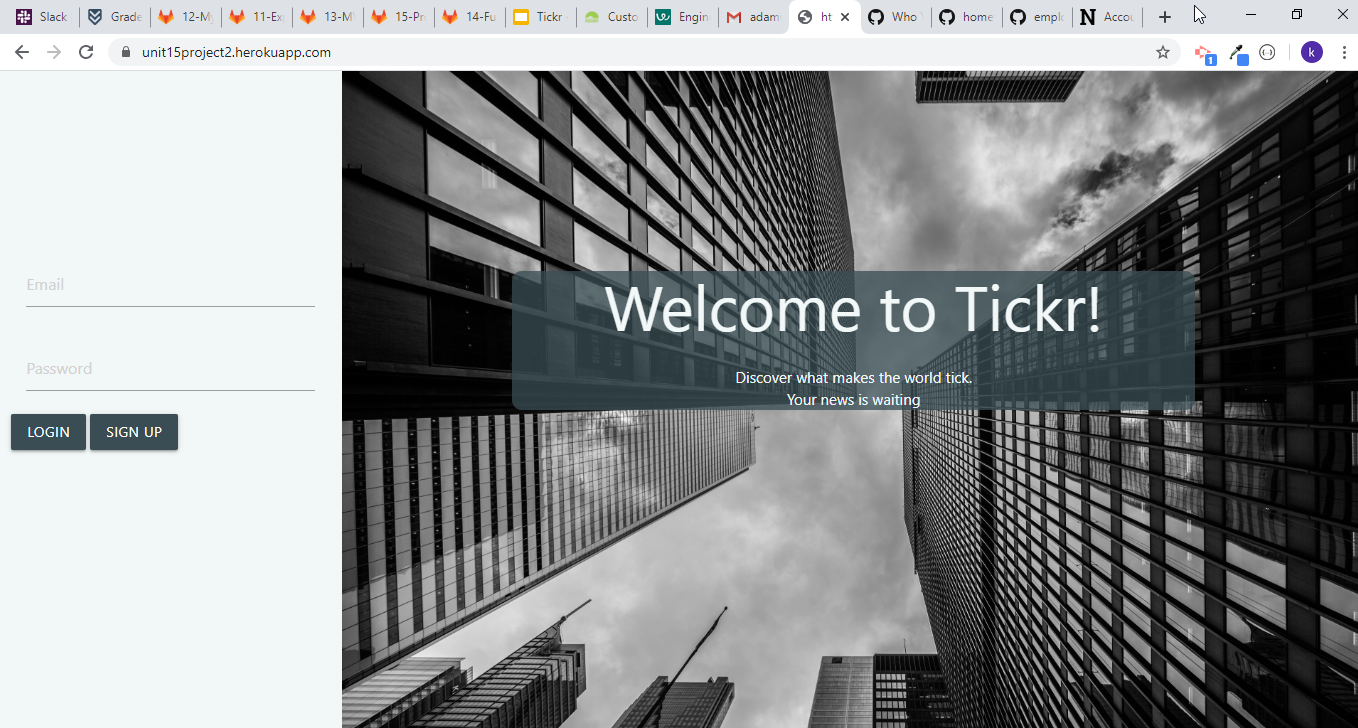 Slack
Grade
12-My
11-Ex
13-M
15-Pr
14-Fu
Tickr
Custo
Engin
adam
ht
Who
home
empl
Accou
unit15project2.herokuapp.com
1
k
Email
Password
LOGIN
SIGN UP
Welcome to Tickr!
Discover what makes the world tick.
Your news is waiting